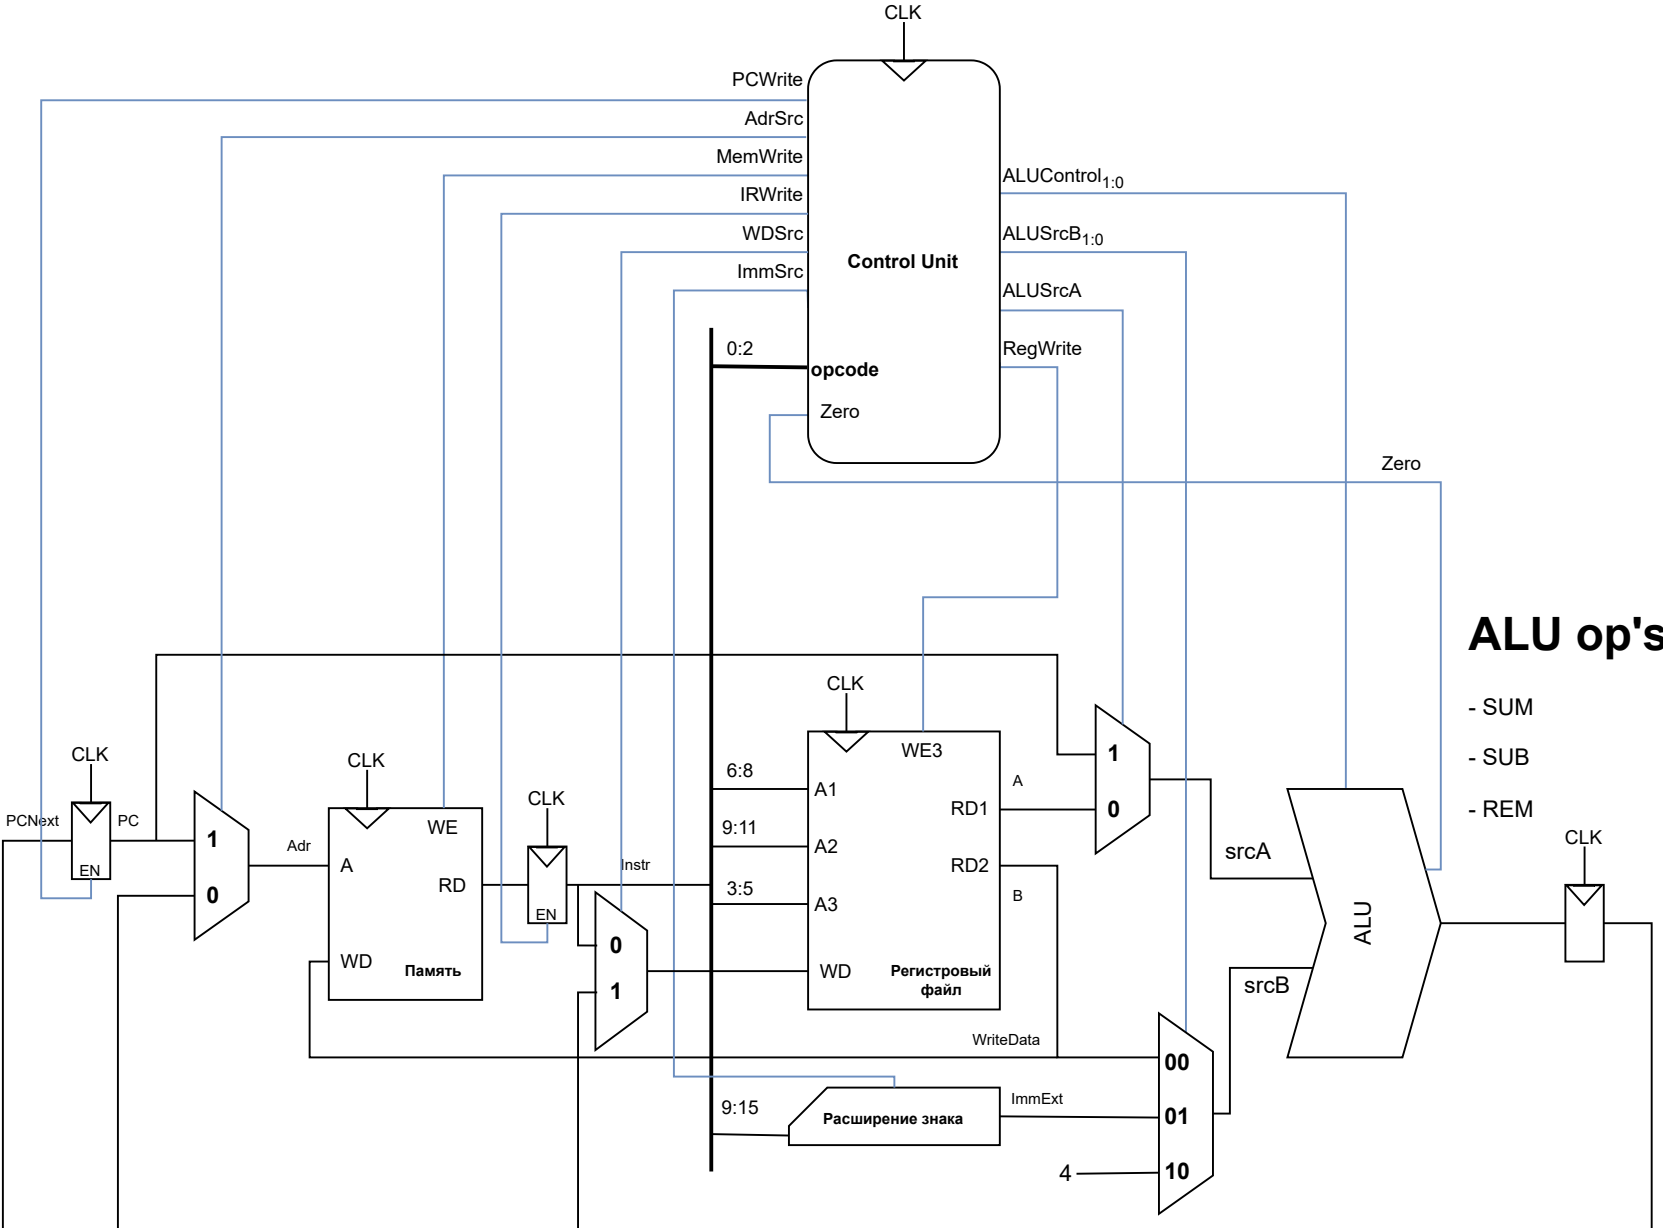 CLK
PCWrite
AdrSrc
MemWrite
IRWrite
WDSrc
ImmSrc
ALUControl1:0
ALUSrcB1:0
ALUSrcA
RegWrite
Control Unit
0:2
opcode
Zero
Zero
ALU op's
- SUM
- SUB
- REM
CLK
PCNext
PC
EN
1
0
Adr
CLK
WE
A
RD
WD
Память
CLK
EN
Instr
0
1
6:8
9:11
3:5
CLK
WE3
A1
A2
A3
WD
RD1
RD2
Регистровый
файл
A
B
1
0
srcA
srcB
ALU
CLK
WriteData
9:15
Расширение знака
ImmExt
4
00
01
10